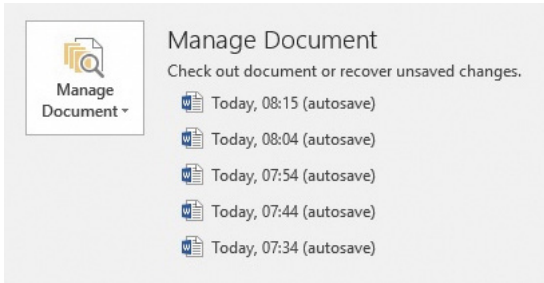 Manage Document
Check out document or recover unsaved changes.
Manage
Document
Today, 08:15 (autosave)
Today, 08:04 (autosave)
Today, 07:54 (autosave)
Today, 07:44 (autosave)
Today, 07:34 (autosave)